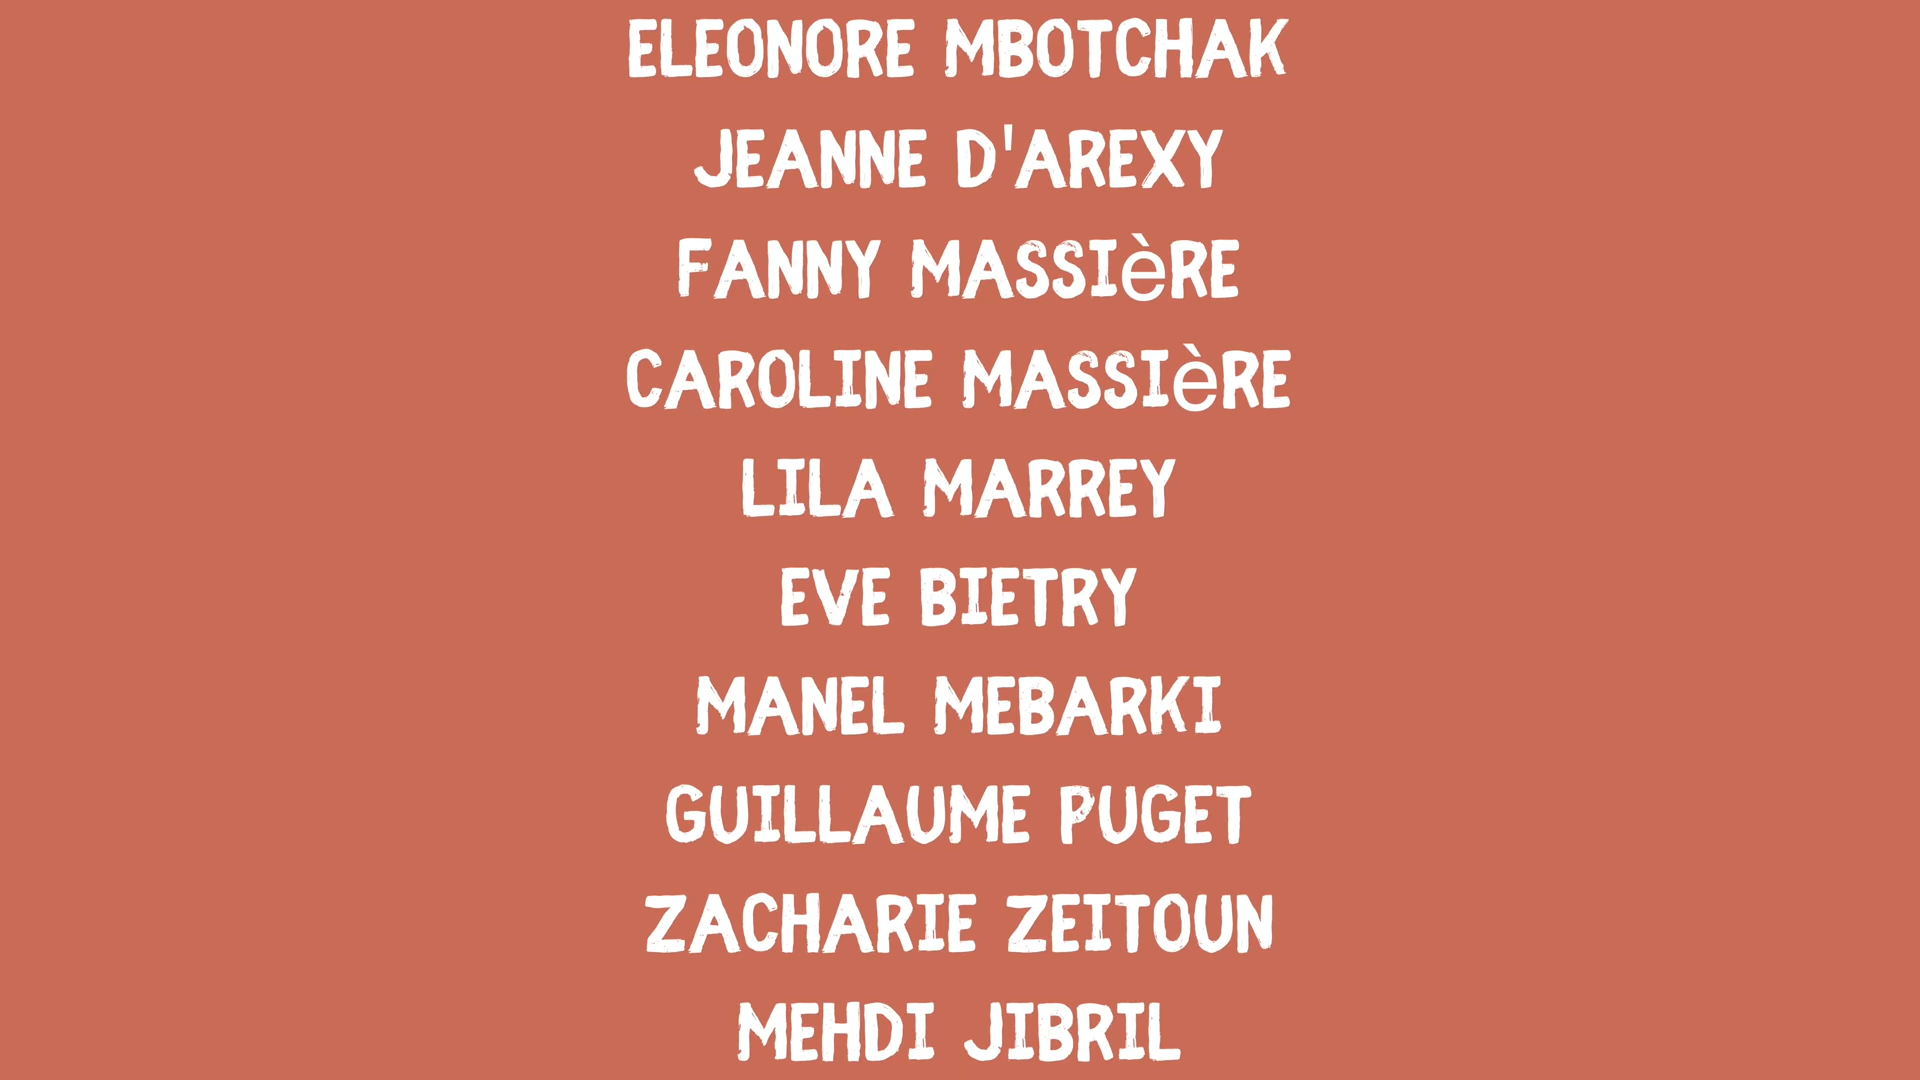 ELEONORE MBOTCHAK
JEANNE D'AREXY
FANNY MASSIèRE
CAROLINE MASSIèRE
LILA MARREY
EVE BIETRY
MANEL MEBARKI
GUILLAUME PUGET
ZACHARIE ZEITOUN
MEHDI JIBRIL